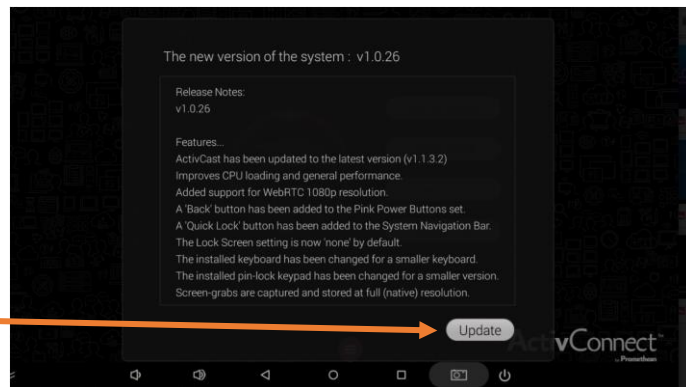 The new version of the system : v1.0.26
Release Notes:
v1.0.26
Features...
ActivCast has been updated to the latest version (v1.1.3.2)
Improves CPU loading and general performance.
Added support for WebRTC 1080p resolution.
A 'Back' button has been added to the Pink Power Buttons set.
A 'Quick Lock' button has been added to the System Navigation Bar.
The Lock Screen setting is now 'none' by default.
The installed keyboard has been changed for a smaller keyboard.
The installed pin-lock keypad has been changed for a smaller version.
Screen-grabs are captured and stored at full (native) resolution.
Update
ActivConnect™
by Promethean